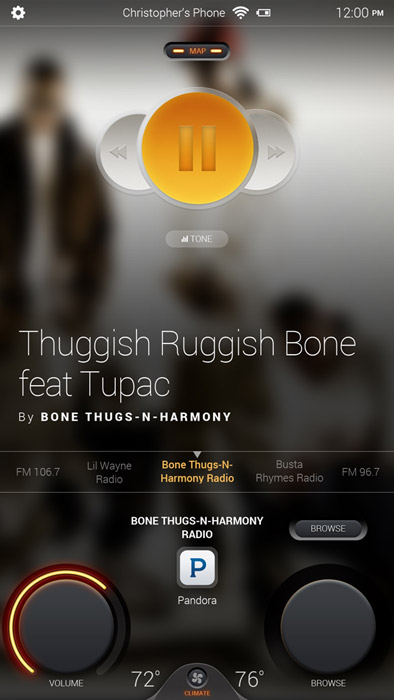 Christopher's Phone
12:00 PM
MAP
TONE
Thuggish Ruggish Bone
feat Tupac
By BONE THUGS-N-HARMONY
FM 106.7
Lil Wayne
Radio
Bone Thugs-N-
Harmony Radio
Busta
Rhymes Radio
FM 96.7
BONE THUGS-N-HARMONY
RADIO
BROWSE
P
Pandora
VOLUME
72°
76°
BROWSE
CLIMATE